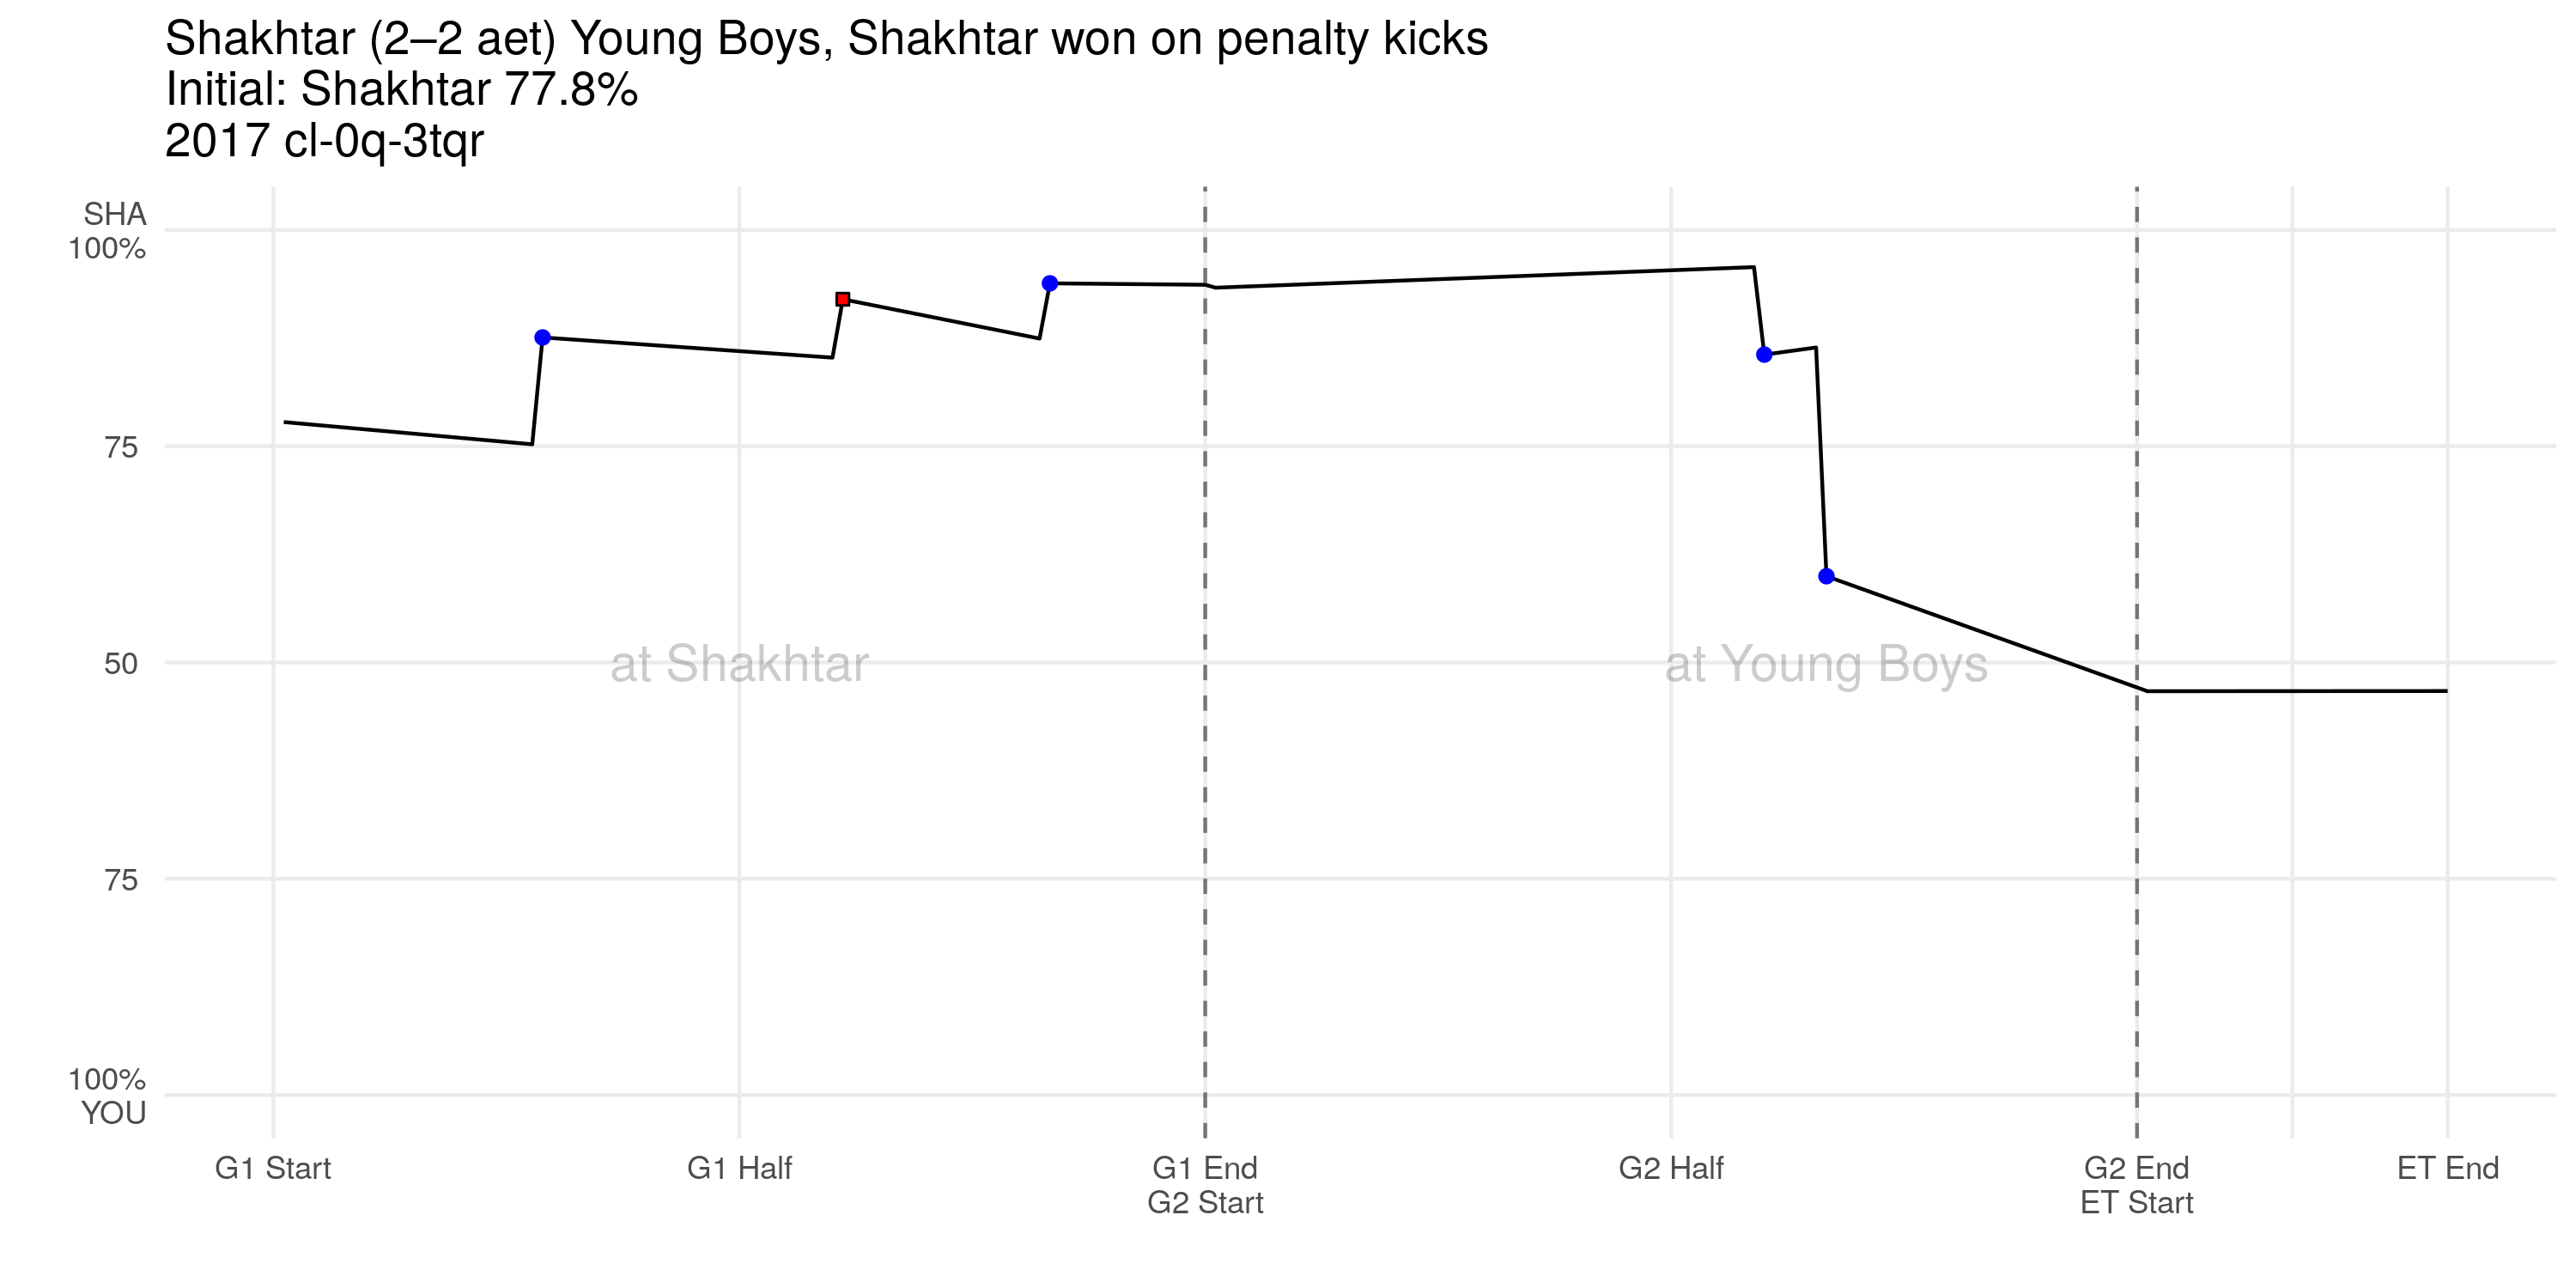 Shakhtar (2–2 aet) Young Boys, Shakhtar won on penalty kicks
Initial: Shakhtar 77.8%
2017 cl-0q-3tqr
SHA
100%
75
50
75
100%
YOU
at Shakhtar
at Young Boys
G1 Start
G1 Half
G1 End
G2 Start
G2 Half
G2 End
ET Start
ET End